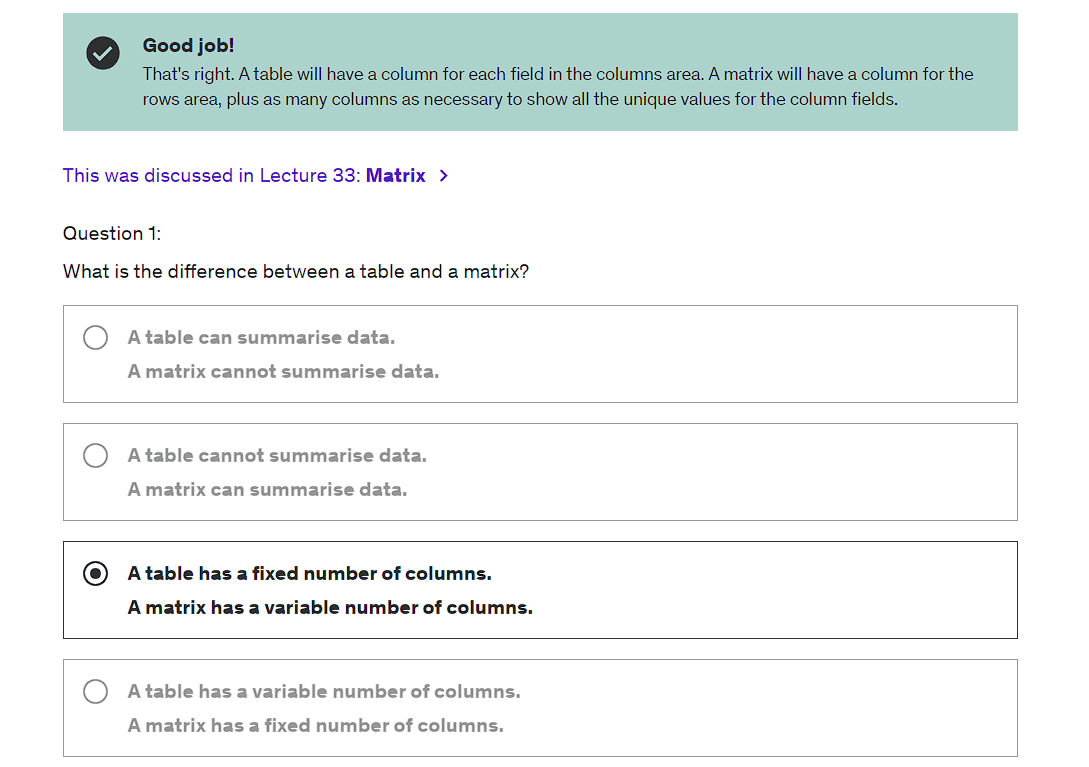 Good job!
That's right. A table will have a column for each field in the columns area. A matrix will have a column for the
rows area, plus as many columns as necessary to show all the unique values for the column fields.
This was discussed in Lecture 33: Matrix >
Question 1:
What is the difference between a table and a matrix?
A table can summarise data.
A matrix cannot summarise data.
A table cannot summarise data.
A matrix can summarise data.
A table has a fixed number of columns.
A matrix has a variable number of columns.
A table has a variable number of columns.
A matrix has a fixed number of columns.